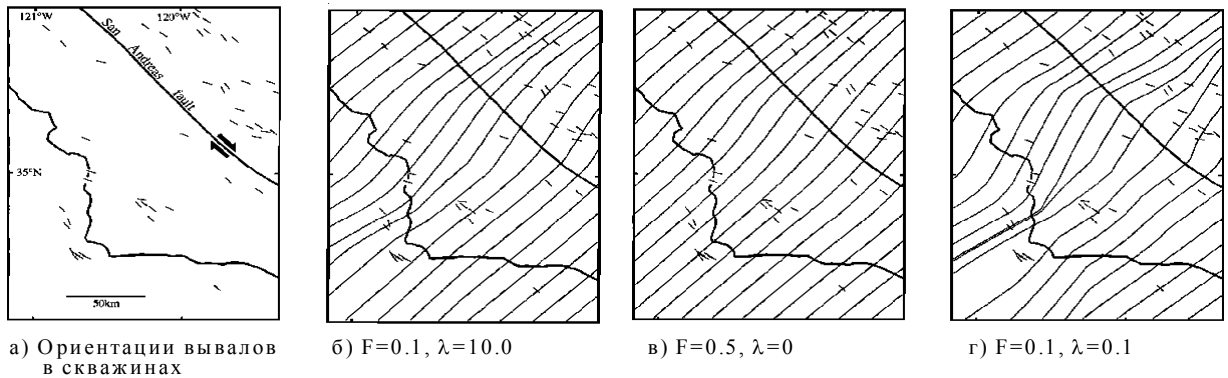 121°W
120°W
San Andreas fault
35°N
50km
а) Ориентации вывалов
в скважинах
б) F=0.1, λ=10.0
в) F=0.5, λ=0
г) F=0.1, λ=0.1